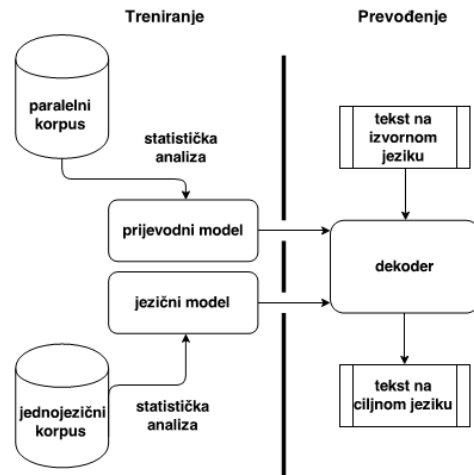 Treniranje
Prevođenje
paralelni
korpus
statistička
analiza
tekst na
izvornom
jeziku
prijevodni model
dekoder
jezični model
jednojezični
korpus
statistička
analiza
tekst na
ciljnom jeziku